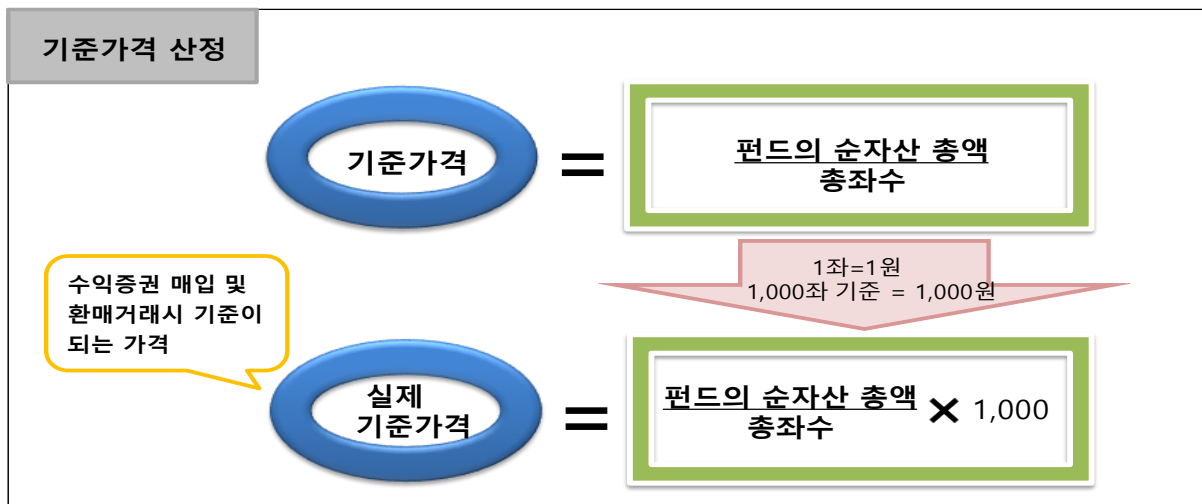 기준가격 산정
기준가격
=
펀드의 순자산 총액
총좌수
1좌=1원
1,000좌 기준 = 1,000원
수익증권 매입 및
환매거래시 기준이
되는 가격
실제
기준가격
=
펀드의 순자산 총액
총좌수
× 1,000